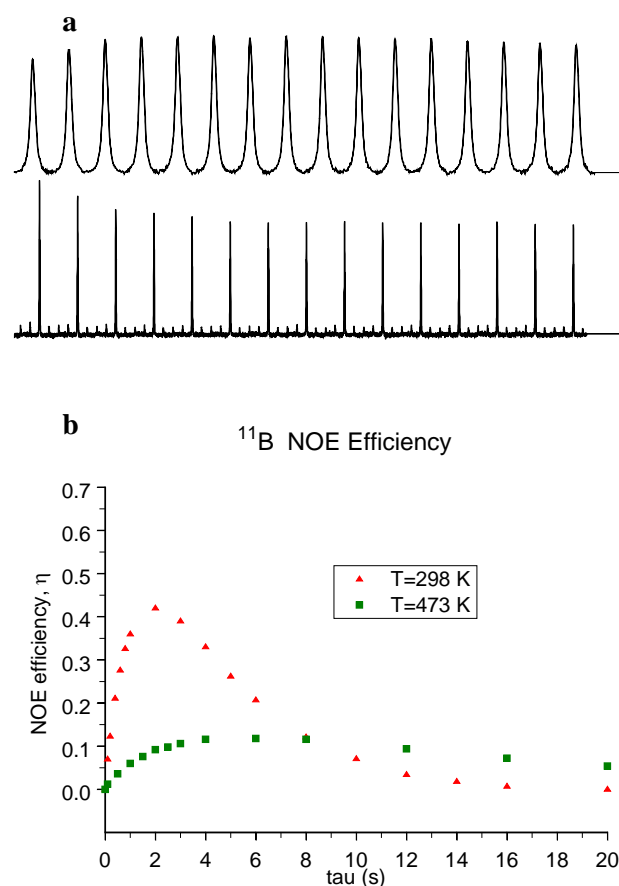 a
b
¹¹B NOE Efficiency
0.7
0.6
0.5
0.4
0.3
0.2
0.1
0.0
NOE efficiency, η
T=298 K
T=473 K
0 2 4 6 8 10 12 14 16 18 20
tau (s)